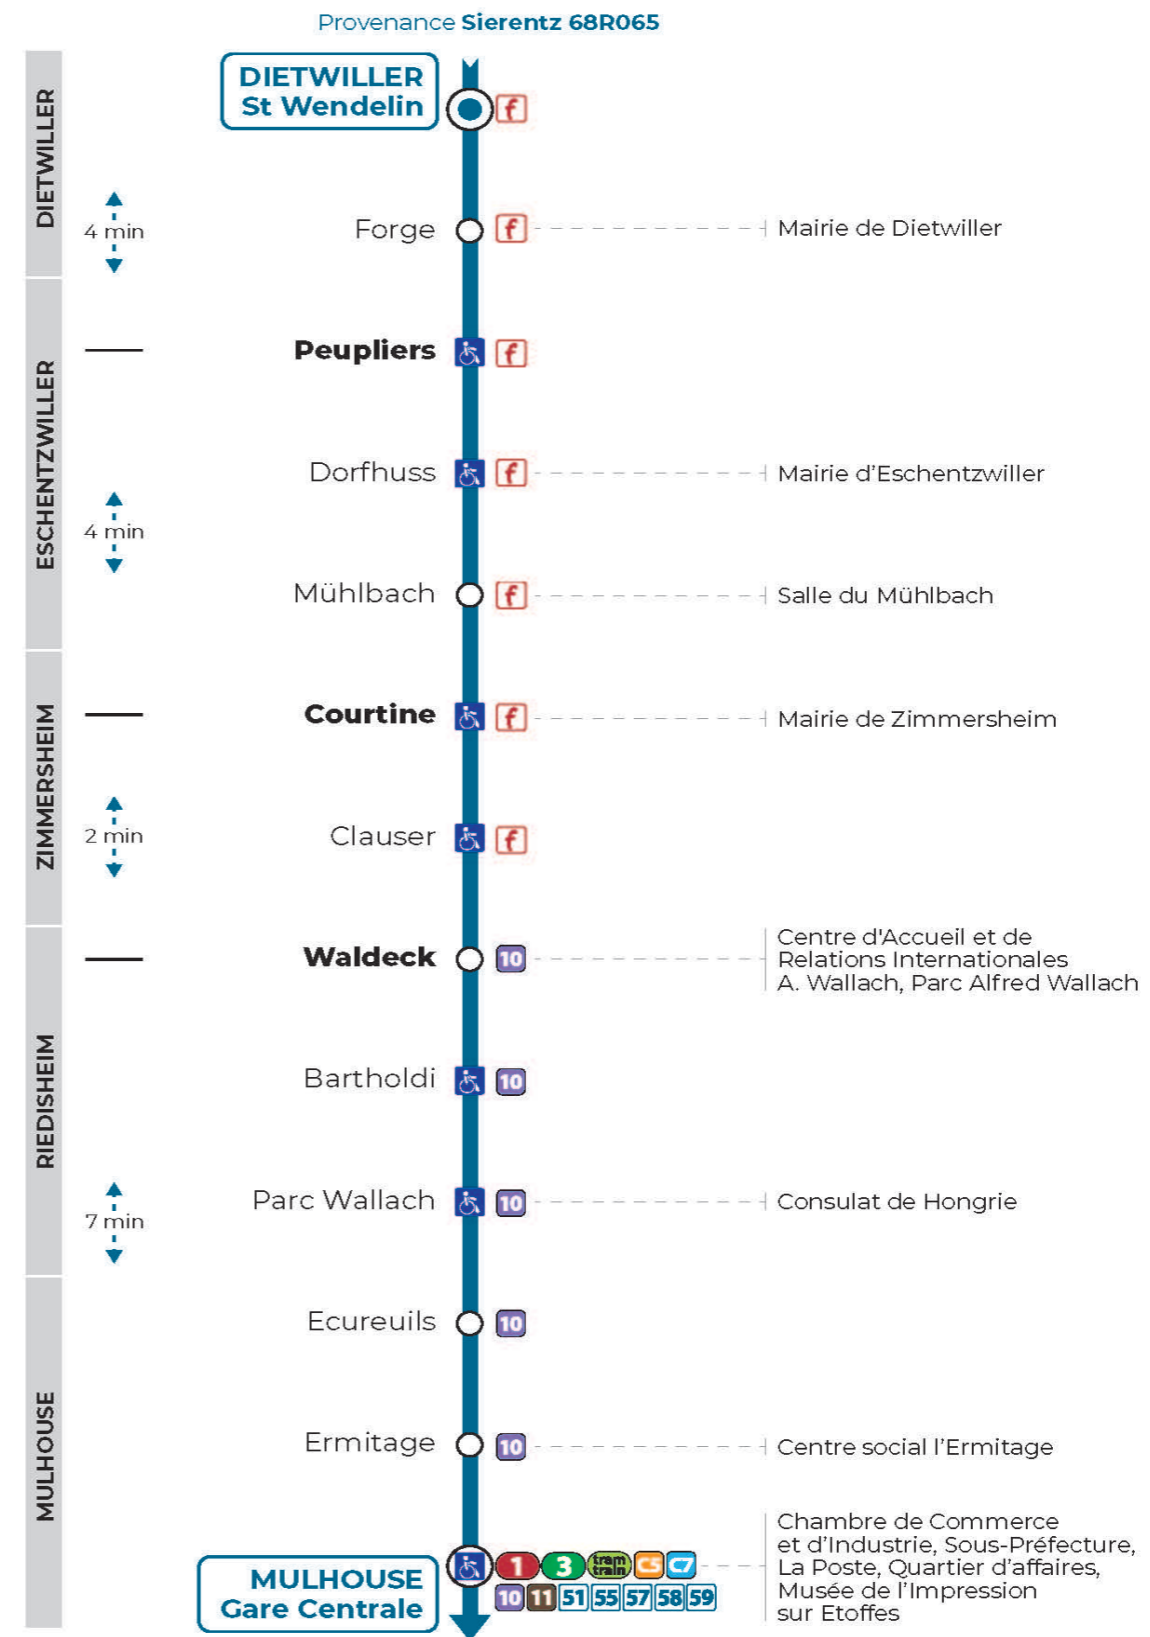 Provenance Sierentz 68R065
DIETWILLER
DIETWILLER
St Wendelin
f
4 min
Forge
f
Mairie de Dietwiller
ESCHENTZWILLER
Peupliers
f
Dorfhuss
f
Mairie d'Eschentzwiller
4 min
Mühlbach
f
Salle du Mühlbach
ZIMMERSHEIM
Courtine
f
Mairie de Zimmersheim
2 min
Clauser
f
RIEDISHEIM
Waldeck
10
Centre d'Accueil et de
Relations Internationales
A. Wallach, Parc Alfred Wallach
Bartholdi
10
7 min
Parc Wallach
10
Consulat de Hongrie
MULHOUSE
Ecureuils
10
Ermitage
10
Centre social l'Ermitage
MULHOUSE
Gare Centrale
1 3 tram train C5 C7
10 11 51 55 57 58 59
Chambre de Commerce
et d'Industrie, Sous-Préfecture,
La Poste, Quartier d'affaires,
Musée de l'Impression
sur Etoffes